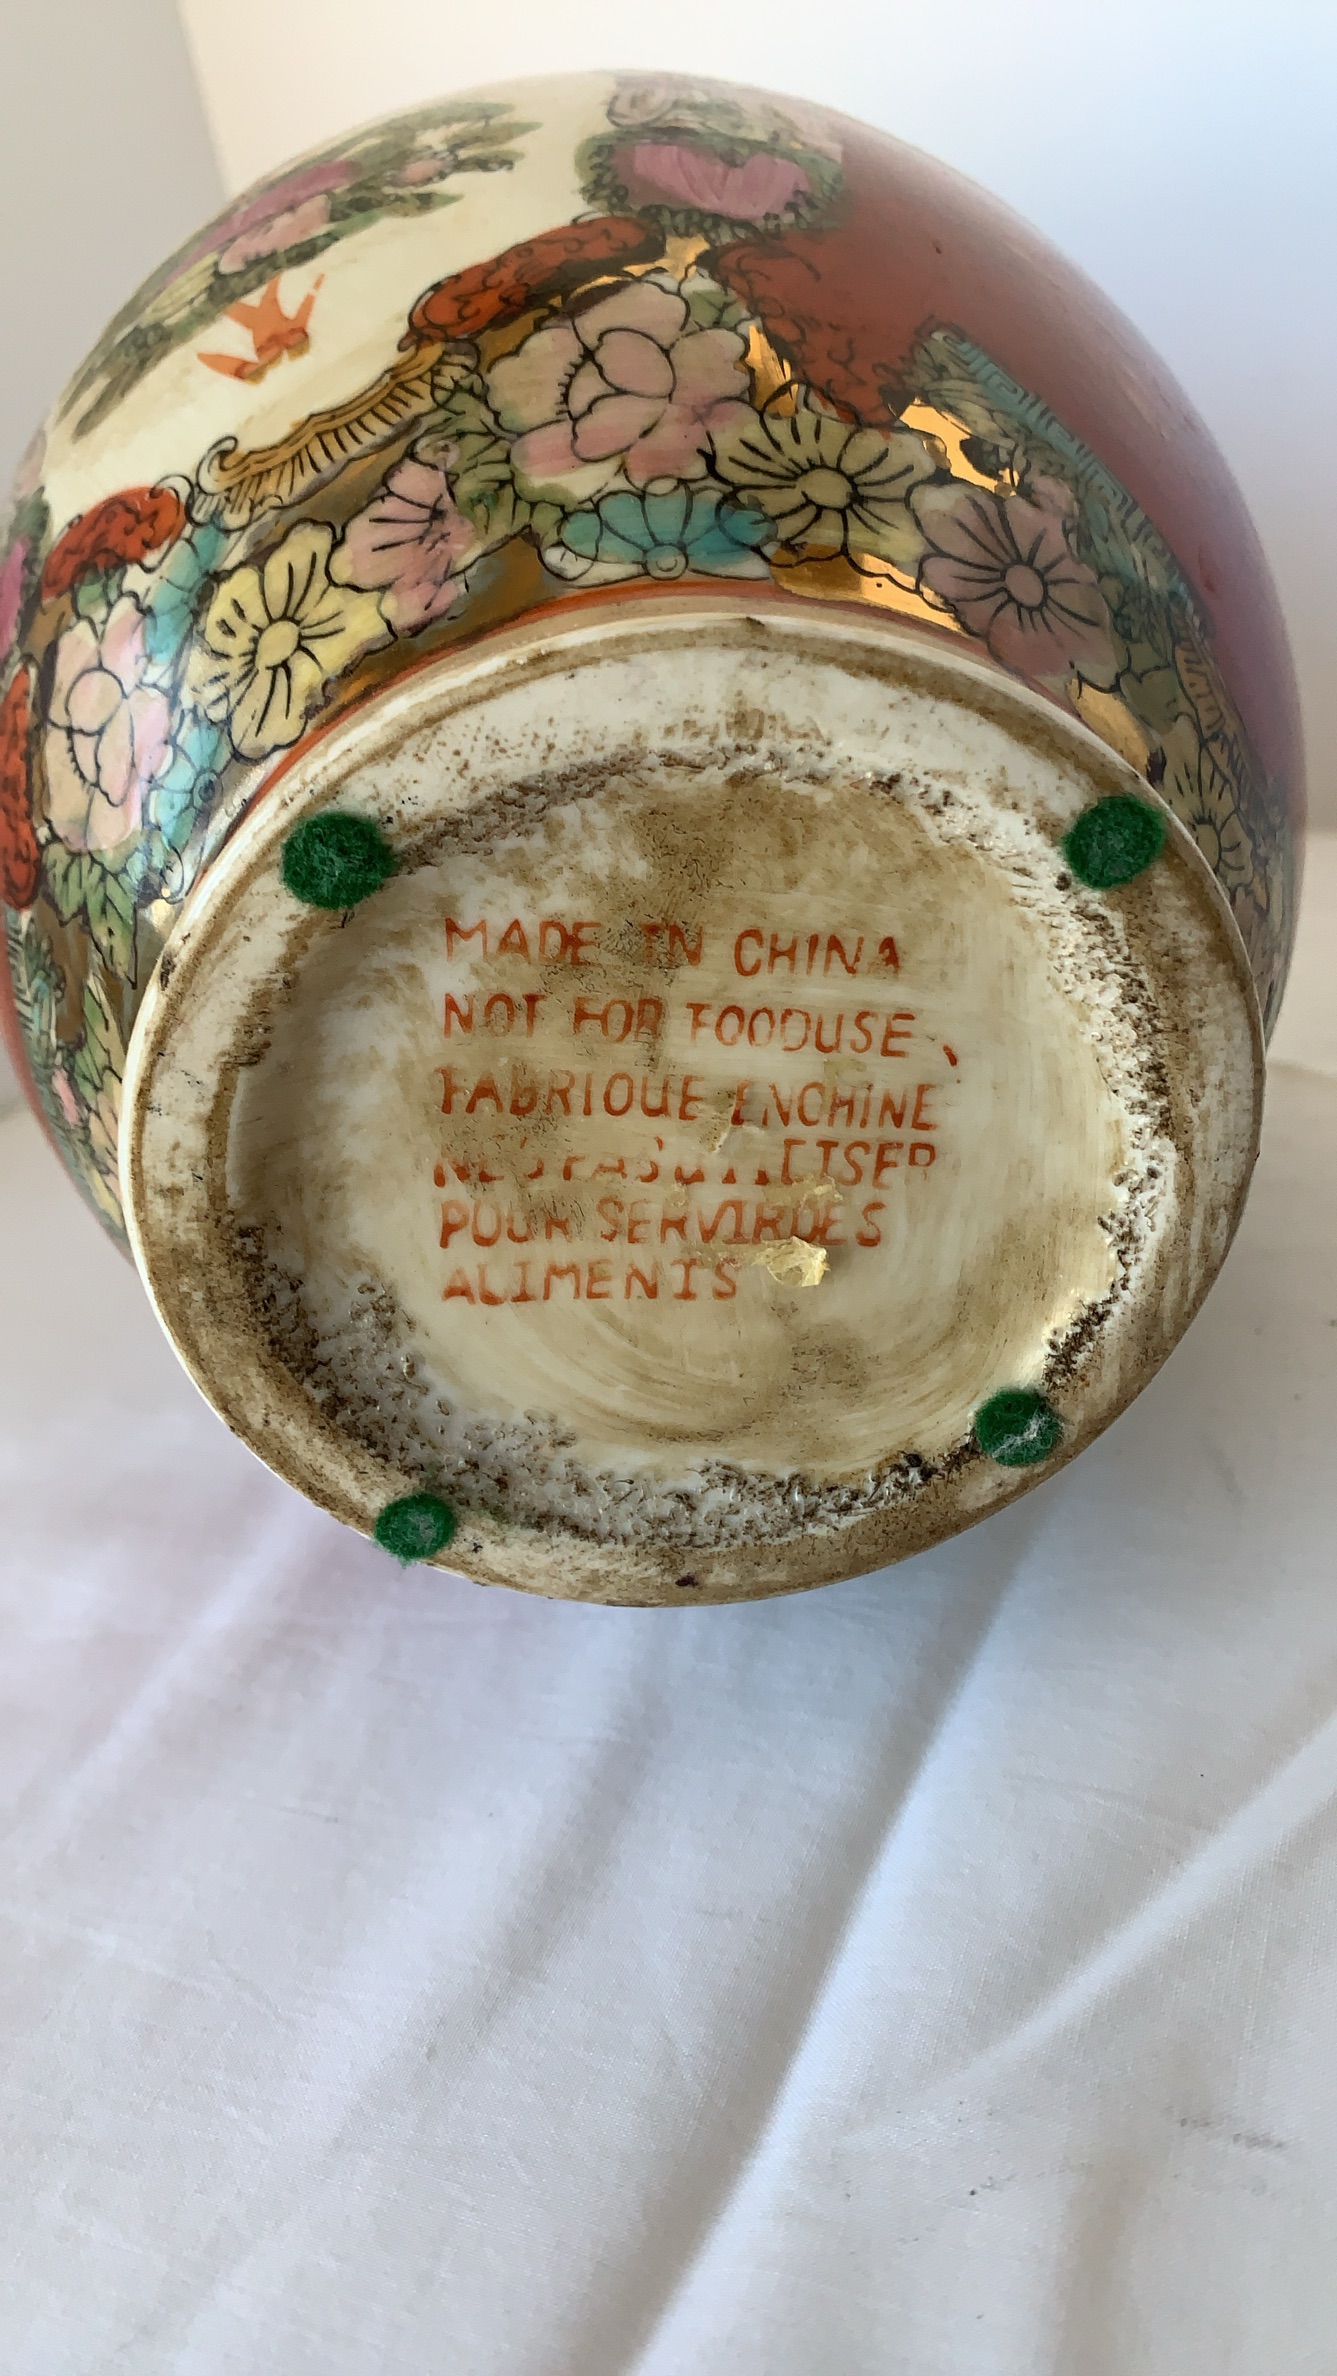 MADE IN CHINA
NOT FOR FOODUSE、
FABRIQUE ENCHINE
POUR SERVIRDES
ALIMENTS